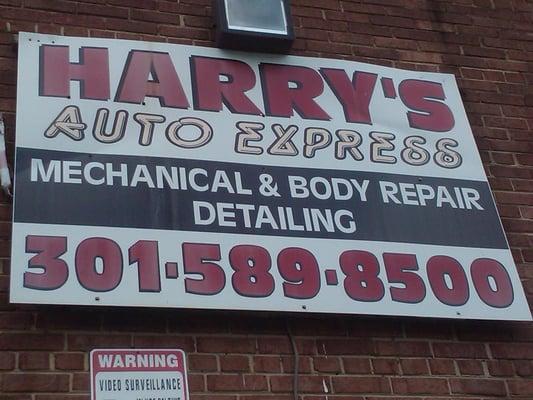 HARRY'S
AUTO EXPRESS
MECHANICAL & BODY REPAIR
DETAILING
301-589-8500
WARNING
VIDEO SURVEILLANCE